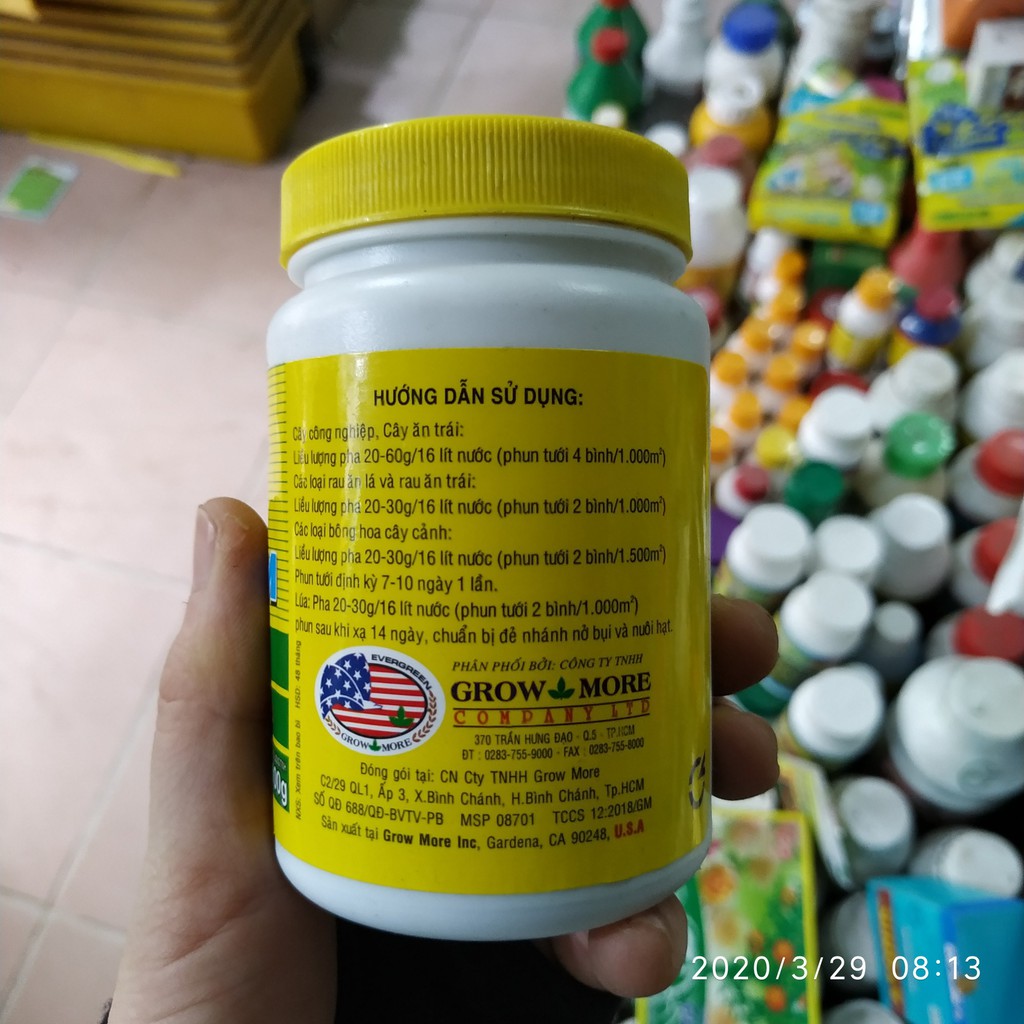 HƯỚNG DẪN SỬ DỤNG:
Cây công nghiệp, Cây ăn trái:
Liều lượng pha 20-60g/16 lít nước (phun tưới 4 bình/1.000m²)
Các loại rau ăn lá và rau ăn trái:
Liều lượng pha 20-30g/16 lít nước (phun tưới 2 bình/1.000m²)
Các loại bông hoa cây cảnh:
Liều lượng pha 20-30g/16 lít nước (phun tưới 2 bình/1.500m²)
Phun tưới định kỳ 7-10 ngày 1 lần.
Lúa: Pha 20-30g/16 lít nước (phun tưới 2 bình/1.000m²)
phun sau khi xạ 14 ngày, chuẩn bị đẻ nhánh nở bụi và nuôi hạt.
NXS: Xem trên bao bì HSD: 48 tháng
EVERGREEN
GROW MORE
PHÂN PHỐI BỞI: CÔNG TY TNHH
GROW MORE
COMPANY LTD
370 TRẦN HƯNG ĐẠO - Q.5 - TP.HCM
ĐT : 0283-755-9000 - FAX : 0283-755-8000
Đóng gói tại: CN Cty TNHH Grow More
C2/29 QL1, Ấp 3, X.Bình Chánh, H.Bình Chánh, Tp.HCM
SỐ QĐ 688/QĐ-BVTV-PB MSP 08701 TCCS 12:2018/GM
Sản xuất tại Grow More Inc, Gardena, CA 90248, U.S.A
2020/3/29 08:13